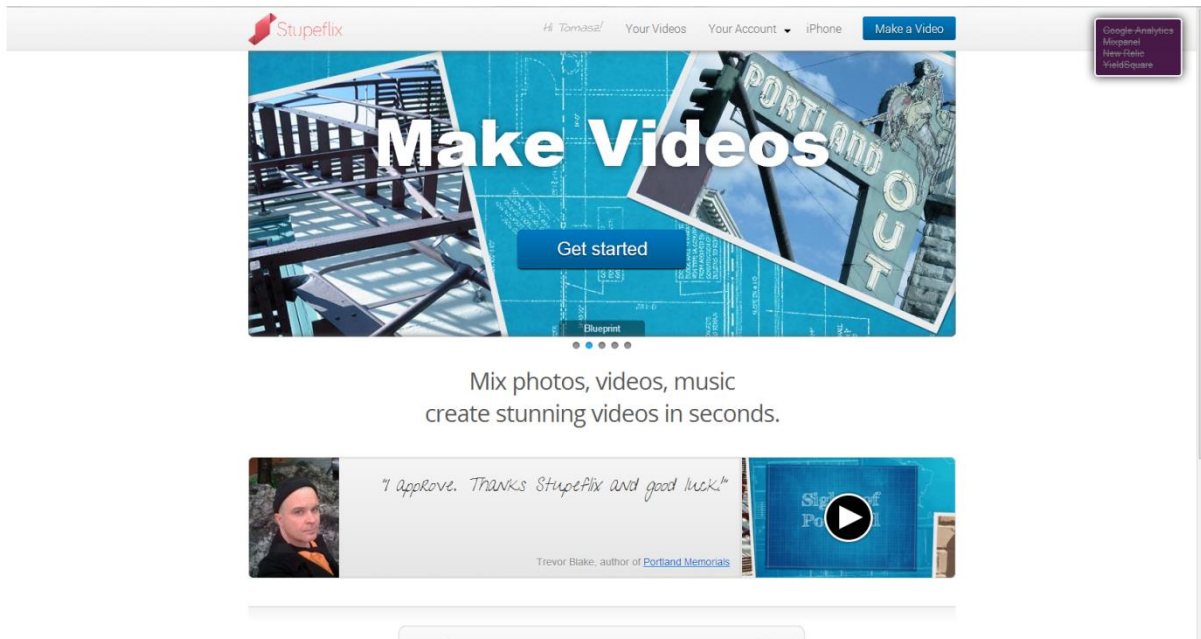 Stupeflix
Hi Tomasz!
Your Videos
Your Account
iPhone
Make a Video
Google Analytics
Mixpanel
New Relic
YieldSquare
PORTLAND
OUT
Make Videos
Get started
Blueprint
Mix photos, videos, music
create stunning videos in seconds.
"I approve. Thanks Stupeflix and good luck!"
Trevor Blake, author of Portland Memorials